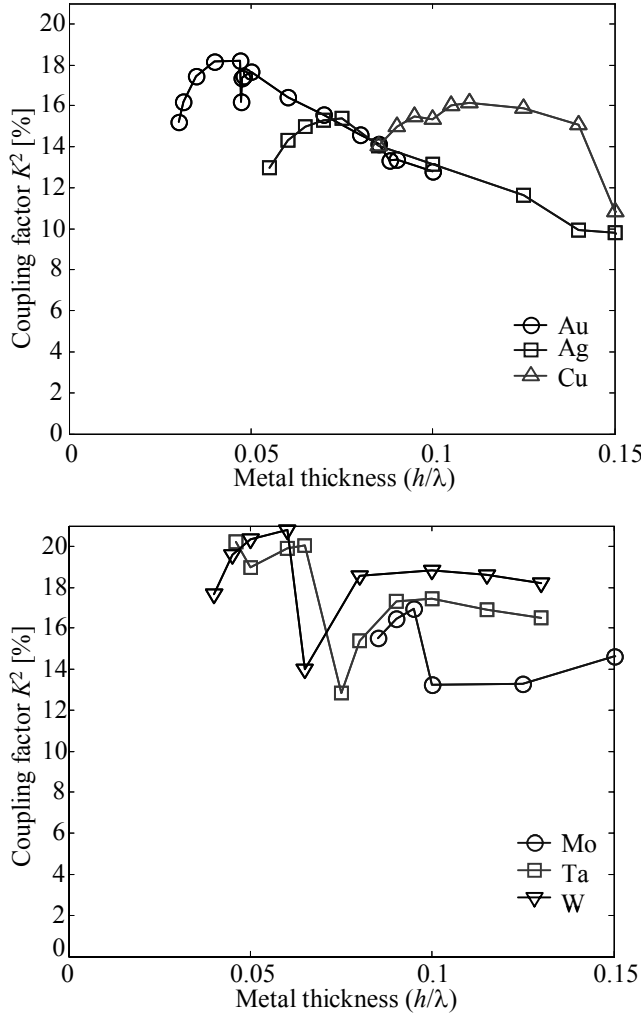 20
18
16
14
12
10
8
6
4
2
0
Coupling factor K² [%]
Au
Ag
Cu
0 0.05 0.1 0.15
Metal thickness (h/λ)
20
18
16
14
12
10
8
6
4
2
0
Coupling factor K² [%]
Mo
Ta
W
0 0.05 0.1 0.15
Metal thickness (h/λ)